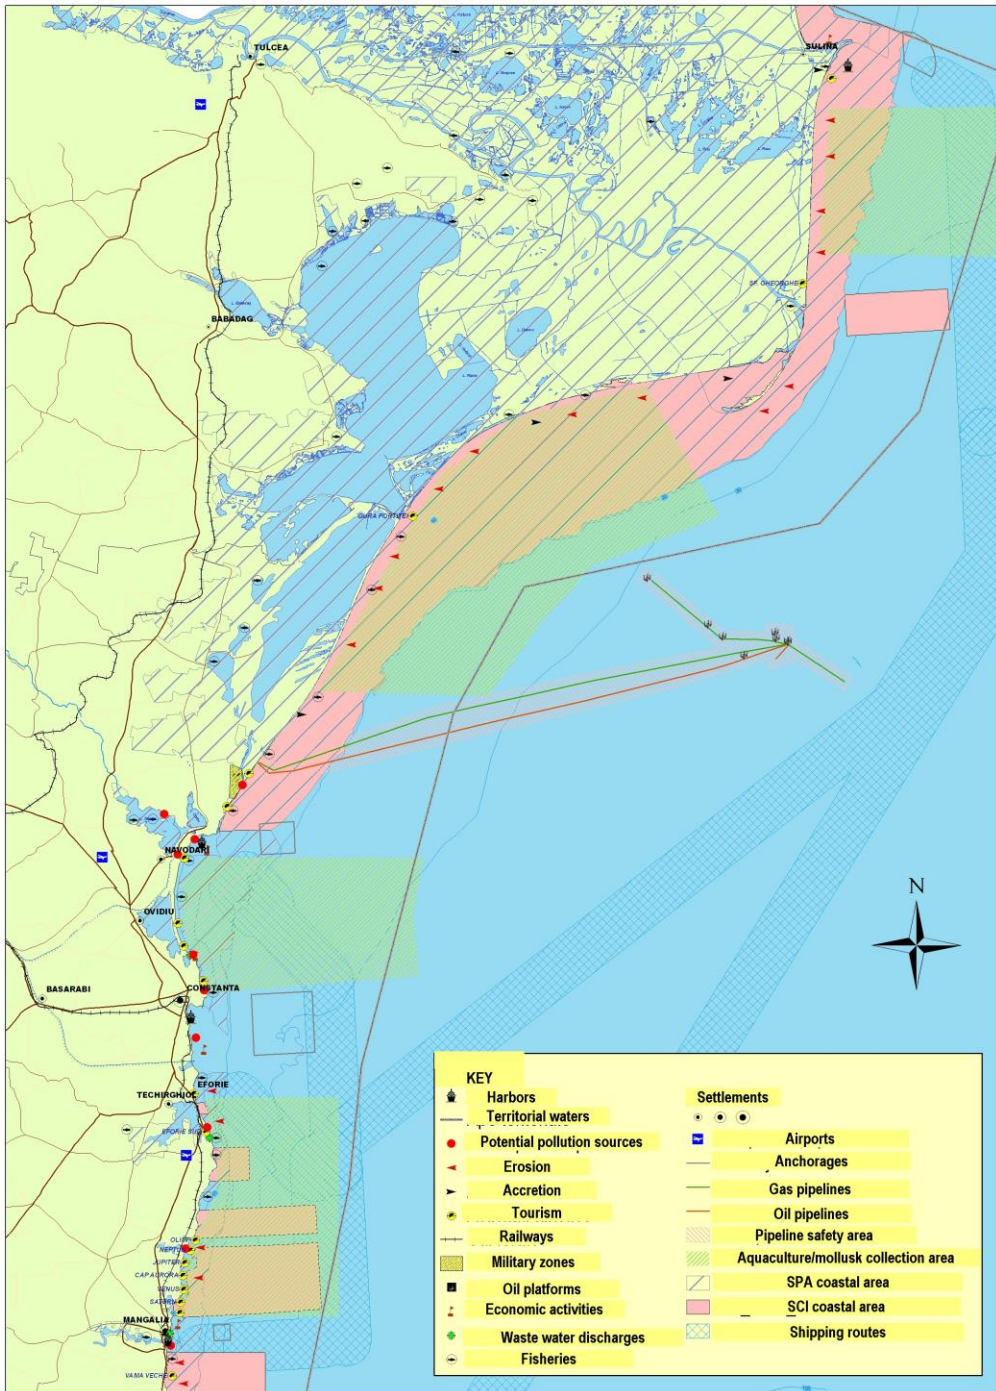 TULCEA
SULINA
SF. GHEORGHE
BABADAG
GURA PORTITEI
NAVODARI
OVIDIU
BASARABI
CONSTANTA
N
EFORIE
TECHIRGHIOL
EFORIE SUD
OLIMP
NEPTUN
JUPITER
CAP AURORA
VENUS
SATURN
MANGALIA
VAMA VECHE
KEY
Harbors
Territorial waters
Potential pollution sources
Erosion
Accretion
Tourism
Railways
Military zones
Oil platforms
Economic activities
Waste water discharges
Fisheries
Settlements
Airports
Anchorages
Gas pipelines
Oil pipelines
Pipeline safety area
Aquaculture/mollusk collection area
SPA coastal area
SCI coastal area
Shipping routes